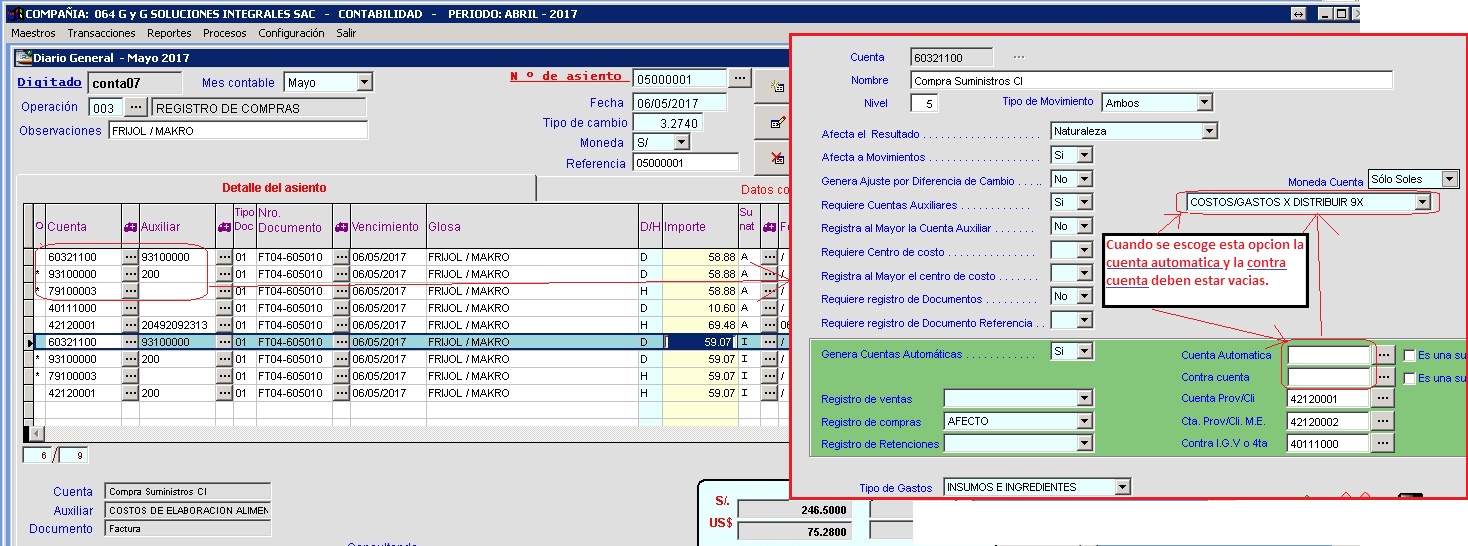 COMPAÑIA: 064 G y G SOLUCIONES INTEGRALES SAC - CONTABILIDAD - PERIODO: ABRIL - 2017
Maestros Transacciones Reportes Procesos Configuración Salir
Diario General - Mayo 2017
Digitado conta07 Mes contable Mayo
Operación 003 ... REGISTRO DE COMPRAS
Observaciones FRIJOL / MAKRO
N º de asiento 05000001 ...
Fecha 06/05/2017
Tipo de cambio 3.2740
Moneda S/
Referencia 05000001
Detalle del asiento Datos co
O Cuenta Auxiliar Tipo Doc Nro. Documento Vencimiento Glosa D/H Importe Su nat F
60321100 ... 93100000 ... 01 FT04-605010 ... 06/05/2017 FRIJOL / MAKRO D 58.88 A ... /
* 93100000 ... 200 ... 01 FT04-605010 ... 06/05/2017 FRIJOL / MAKRO D 58.88 A ... /
* 79100003 ... ... 01 FT04-605010 ... 06/05/2017 FRIJOL / MAKRO H 58.88 A ... /
40111000 ... ... 01 FT04-605010 ... 06/05/2017 FRIJOL / MAKRO D 10.60 A ... /
42120001 ... 20492092313 ... 01 FT04-605010 ... 06/05/2017 FRIJOL / MAKRO H 69.48 A ... 06
60321100 ... 93100000 ... 01 FT04-605010 ... 06/05/2017 FRIJOL / MAKRO D 59.07 I ... /
* 93100000 ... 200 ... 01 FT04-605010 ... 06/05/2017 FRIJOL / MAKRO D 59.07 I ... /
* 79100003 ... ... 01 FT04-605010 ... 06/05/2017 FRIJOL / MAKRO H 59.07 I ... /
42120001 ... 200 ... 01 FT04-605010 ... 06/05/2017 FRIJOL / MAKRO H 59.07 I ... /
6 / 9
Cuenta Compra Suministros CI
Auxiliar COSTOS DE ELABORACION ALIMEN
Documento Factura
S/. 246.5000
US$ 75.2800
Consultando
Cuenta 60321100 ...
Nombre Compra Suministros CI
Nivel 5 Tipo de Movimiento Ambos
Afecta el Resultado . . . . . . . . . . . . . . . . . . . . Naturaleza
Afecta a Movimientos . . . . . . . . . . . . . . . . . . . Si
Genera Ajuste por Diferencia de Cambio . . . . . No
Moneda Cuenta Sólo Soles
Requiere Cuentas Auxiliares . . . . . . . . . . . . Si
COSTOS/GASTOS X DISTRIBUIR 9X
Registra al Mayor la Cuenta Auxiliar . . . . . . . No
Requiere Centro de costo . . . . . . . . . . . . . .
Registra al Mayor el centro de costo . . . . . . .
Requiere registro de Documentos . . . . . . . . . No
Requiere registro de Documento Referencia . .
Cuando se escoge esta opcion la
cuenta automatica y la contra
cuenta deben estar vacias.
Genera Cuentas Automáticas . . . . . . . . . . . . Si
Cuenta Automatica ... Es una su
Contra cuenta ... Es una su
Registro de ventas Cuenta Prov/Cli 42120001 ...
Registro de compras AFECTO Cta. Prov/Cli. M.E. 42120002 ...
Registro de Retenciones Contra I.G.V o 4ta 40111000 ...
Tipo de Gastos INSUMOS E INGREDIENTES